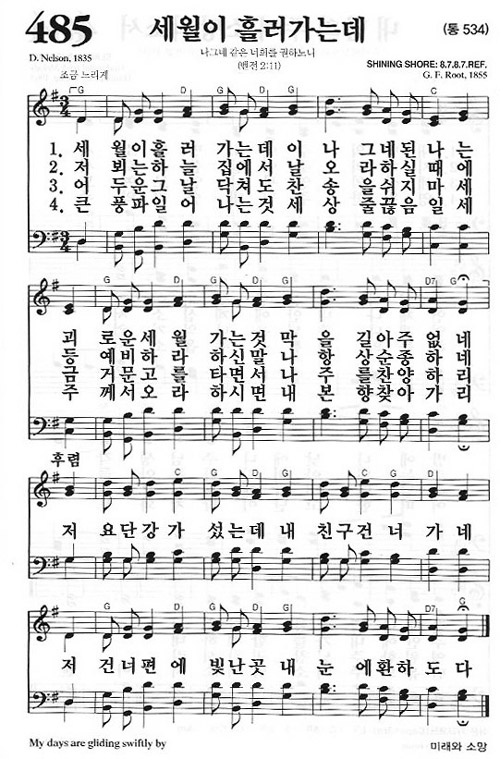 485 세월이 흘러가는데 (통 534)
나그네 같은 너희를 권하노니
(벧전 2:11)
D. Nelson, 1835
SHINING SHORE: 8.7.8.7.REF.
G. F. Root, 1855
조금 느리게
G D G D G D G
1. 세 월이흘 러 가 는데서 이 나 그네된 나 는
2. 저 뵈는하 늘 집에서 날 오 라하실 때 에
3. 어 두운그 날 닥쳐도 찬 송 을쉬지 마 세
4. 큰 풍파일 어 나는것 세 상 줄끊음 일 세
G D G D7 G
괴 로운세 월 가는것 막 을 길아주 없 네
등 예비하 라 하신말 나 항 상순종 하 네
금 거문고 를 타면서 나 주 를찬양 하 리
주 께서오 라 하시면 내 본 향찾아 가 리
후렴
G C G D G C G D
저 요단강 가 섰는데 내 친구건 너 가 네
G D G D G D7 G
저 건너편 에 빛난곳 내 눈 에환하 도 다
My days are gliding swiftly by
미래와 소망